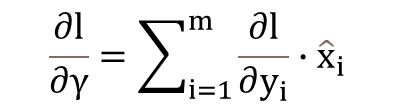 ∂l/∂γ = ∑_{i=1}^{m} ∂l/∂y_i · x̂_i